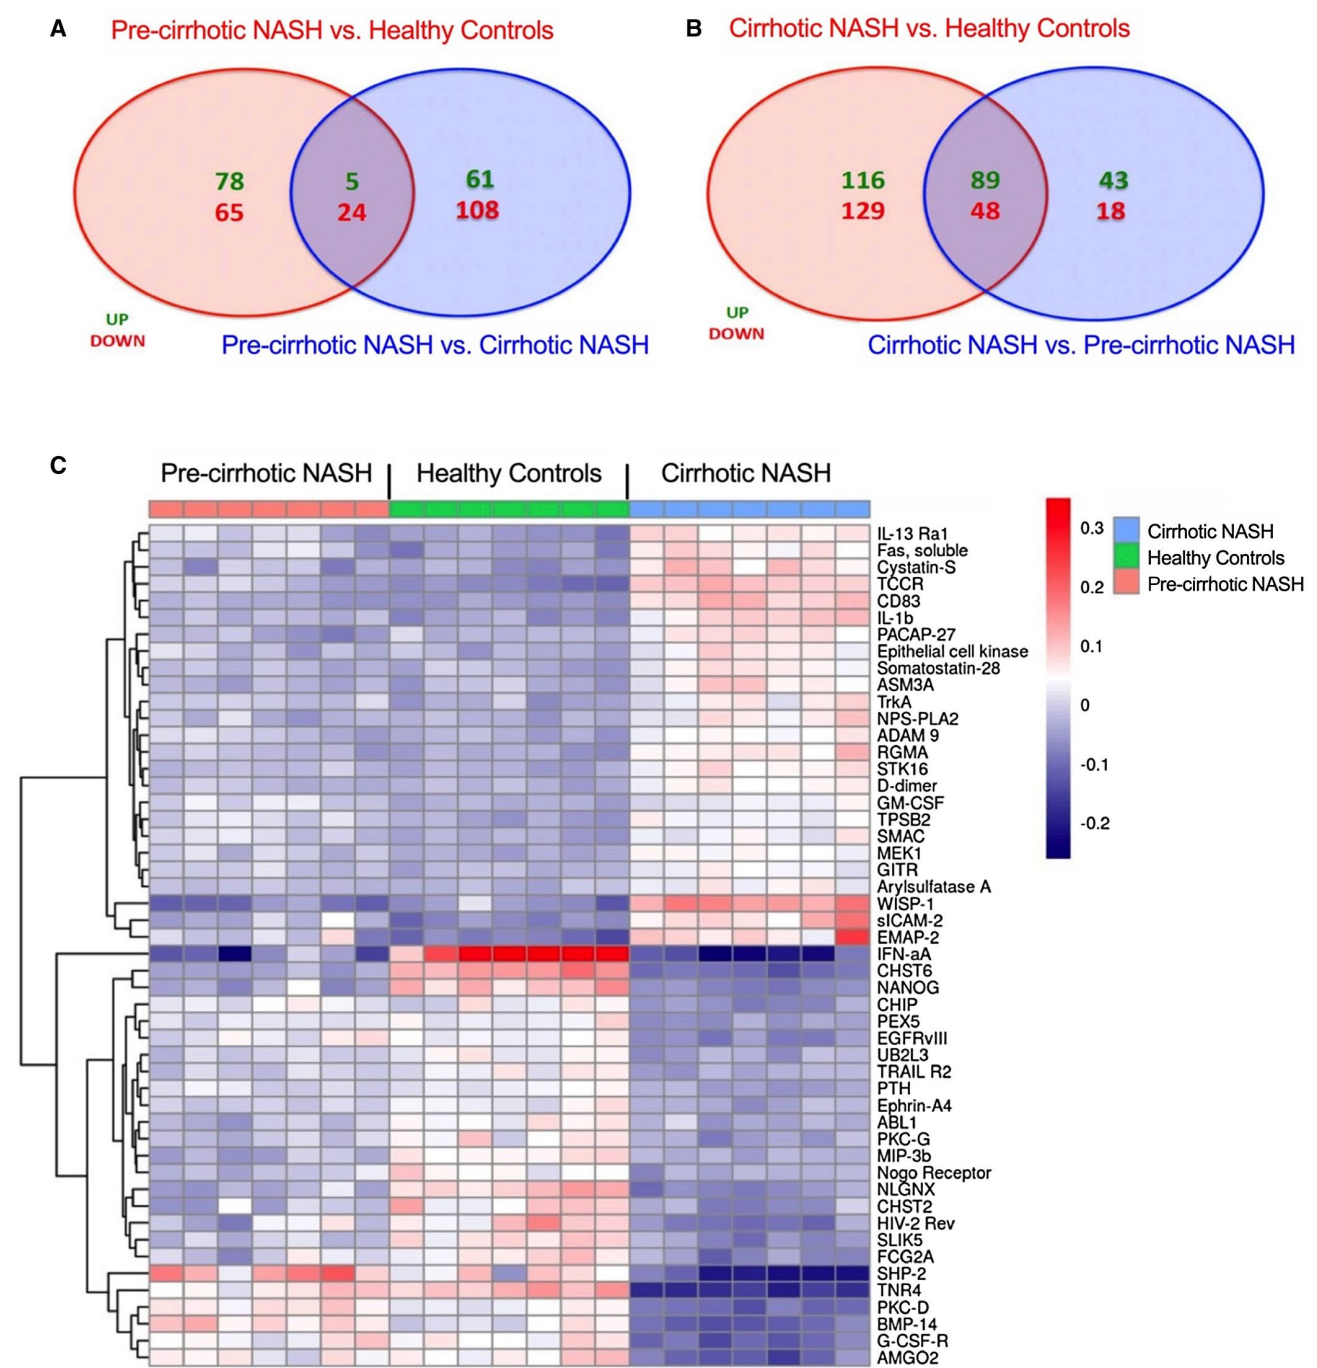 A
Pre-cirrhotic NASH vs. Healthy Controls
78
65
5
24
61
108
UP
DOWN
Pre-cirrhotic NASH vs. Cirrhotic NASH
B
Cirrhotic NASH vs. Healthy Controls
116
129
89
48
43
18
UP
DOWN
Cirrhotic NASH vs. Pre-cirrhotic NASH
C
Pre-cirrhotic NASH
Healthy Controls
Cirrhotic NASH
IL-13 Ra1
Fas, soluble
Cystatin-S
TCCR
CD83
IL-1b
PACAP-27
Epithelial cell kinase
Somatostatin-28
ASM3A
TrkA
NPS-PLA2
ADAM 9
RGMA
STK16
D-dimer
GM-CSF
TPSB2
SMAC
MEK1
GITR
Arylsulfatase A
WISP-1
sICAM-2
EMAP-2
IFN-aA
CHST6
NANOG
CHIP
PEX5
EGFRvIII
UB2L3
TRAIL R2
PTH
Ephrin-A4
ABL1
PKC-G
MIP-3b
Nogo Receptor
NLGNX
CHST2
HIV-2 Rev
SLIK5
FCG2A
SHP-2
TNR4
PKC-D
BMP-14
G-CSF-R
AMGO2
0.3
0.2
0.1
0
-0.1
-0.2
Cirrhotic NASH
Healthy Controls
Pre-cirrhotic NASH